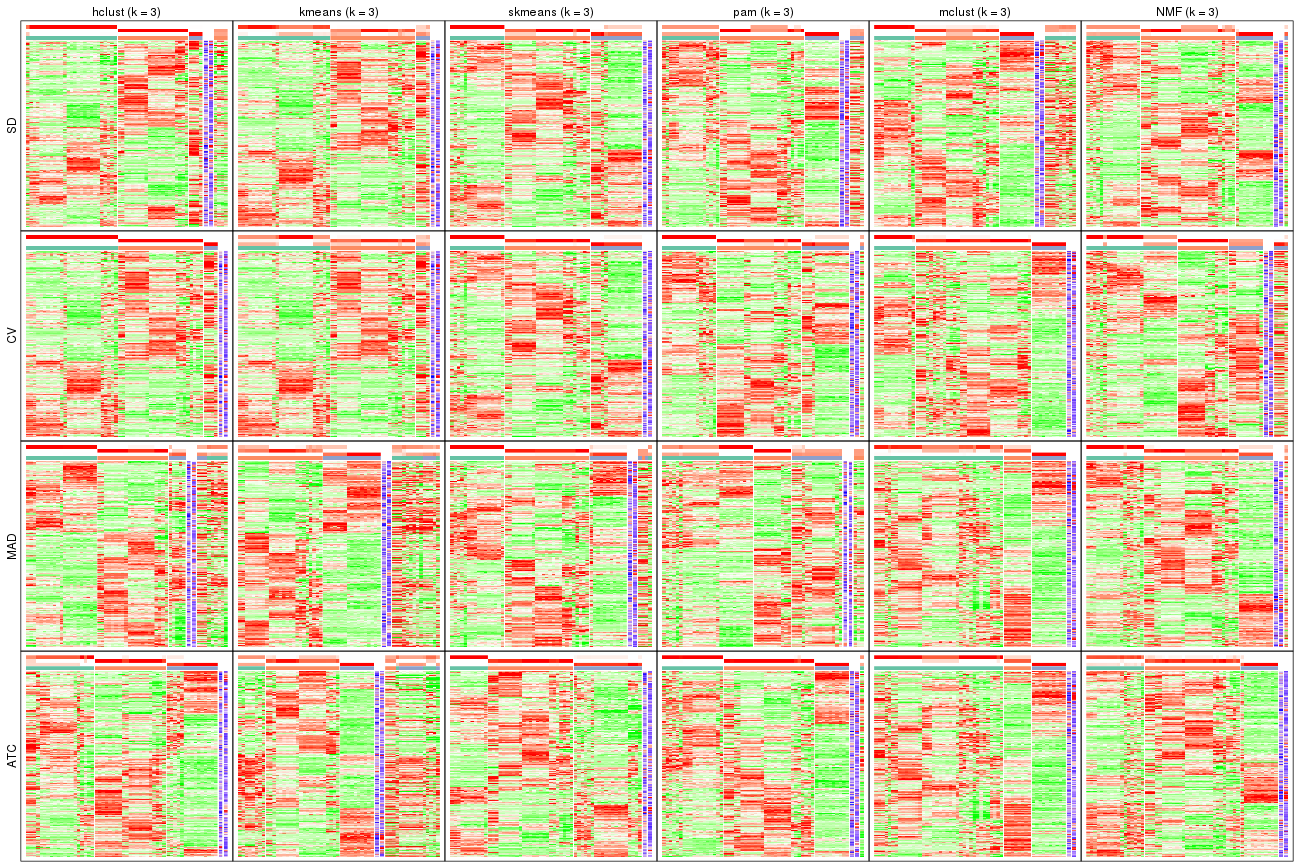 hclust (k = 3) kmeans (k = 3) skmeans (k = 3) pam (k = 3) mclust (k = 3) NMF (k = 3)
SD
CV
MAD
ATC